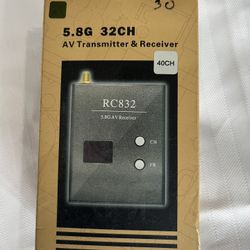 30
5.8G 32CH
AV Transmitter & Receiver
40CH
RC832
5.8G AV Receiver
CH
FR